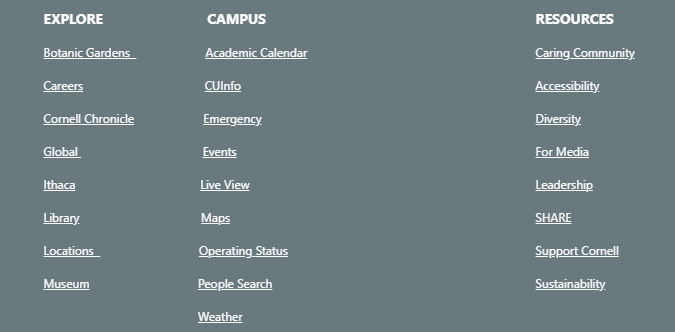 EXPLORE
Botanic Gardens
Careers
Cornell Chronicle
Global
Ithaca
Library
Locations
Museum
CAMPUS
Academic Calendar
CUInfo
Emergency
Events
Live View
Maps
Operating Status
People Search
Weather
RESOURCES
Caring Community
Accessibility
Diversity
For Media
Leadership
SHARE
Support Cornell
Sustainability